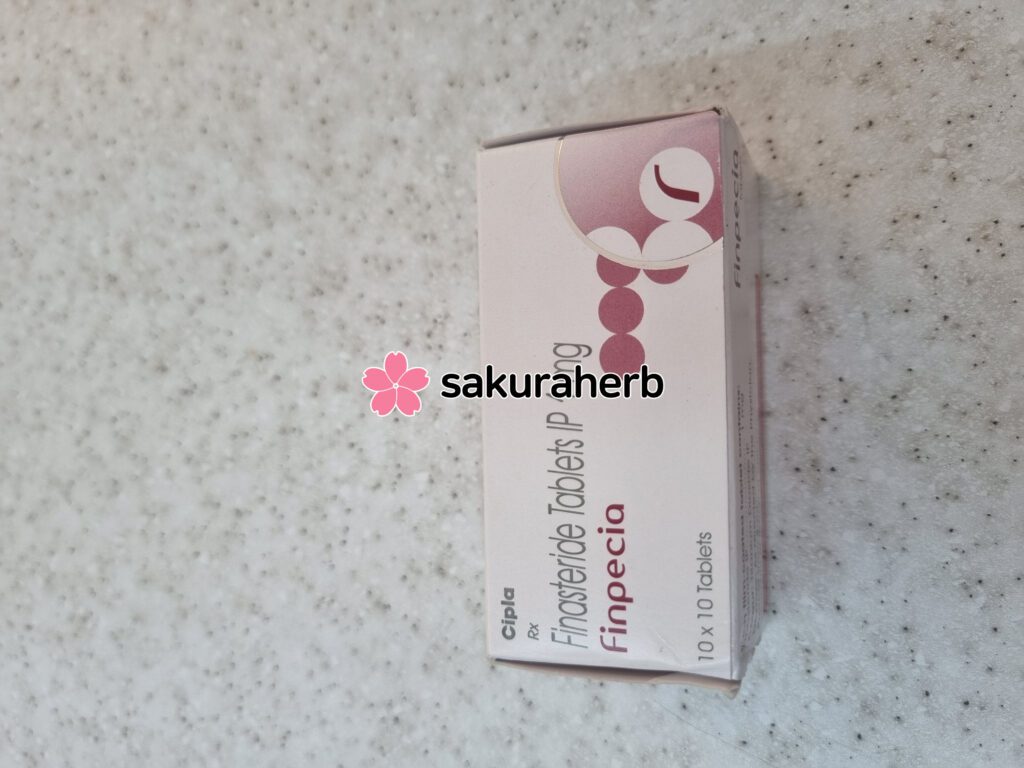 Cipla
Rx
Finasteride Tablets IP mg
Finpecia
10 x 10 Tablets
Finpecia
sakuraherb